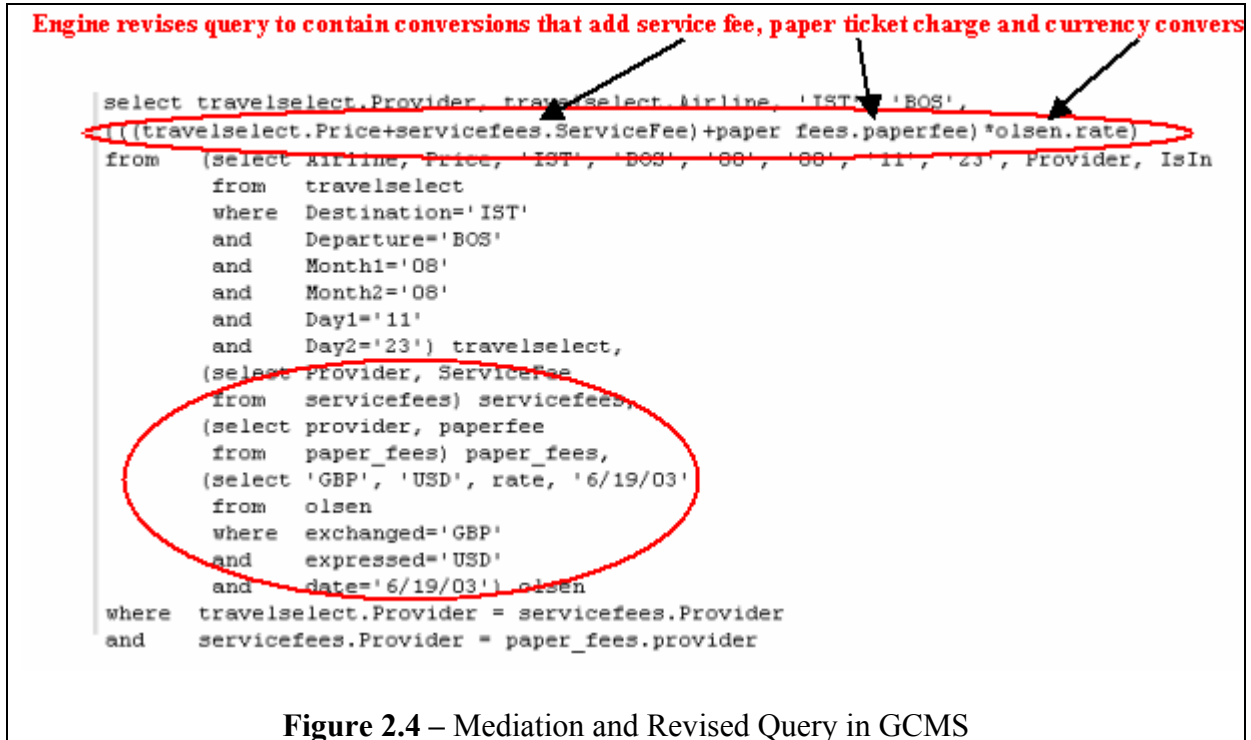 Engine revises query to contain conversions that add service fee, paper ticket charge and currency convers
select travelselect.Provider, travelselect.Airline, 'IST', 'BOS',
(((travelselect.Price+servicefees.ServiceFee)+paper fees.paperfee)*olsen.rate)
from (select Airline, Price, 'IST', 'BOS', '08', '08', '11', '23', Provider, IsIn
from travelselect
where Destination='IST'
and Departure='BOS'
and Month1='08'
and Month2='08'
and Day1='11'
and Day2='23') travelselect,
(select Provider, ServiceFee
from servicefees) servicefees,
(select provider, paperfee
from paper_fees) paper_fees,
(select 'GBP', 'USD', rate, '6/19/03'
from olsen
where exchanged='GBP'
and expressed='USD'
and date='6/19/03') olsen
where travelselect.Provider = servicefees.Provider
and servicefees.Provider = paper_fees.provider
Figure 2.4 – Mediation and Revised Query in GCMS